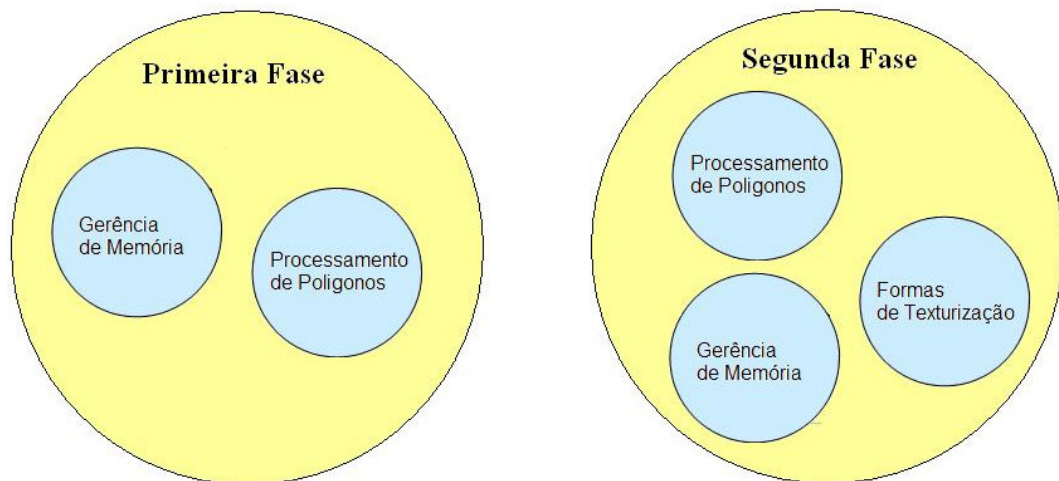 Primeira Fase
Gerência
de Memória
Processamento
de Poligonos
Segunda Fase
Processamento
de Poligonos
Formas
de Texturização
Gerência
de Memória